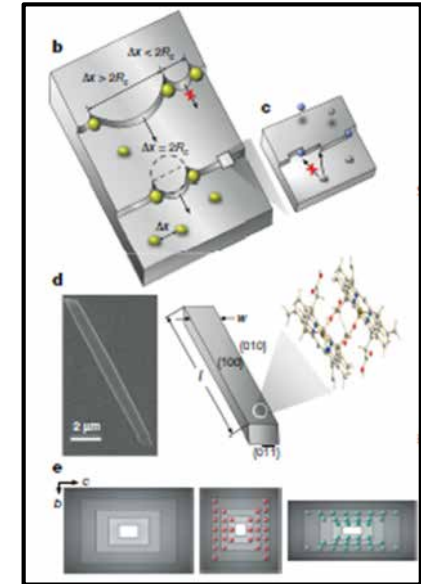 b
Δx < 2Rc
Δx > 2Rc
Δx = 2Rc
Δx
c
d
2 μm
w
l
{010}
{100}
{011}
e
c
b